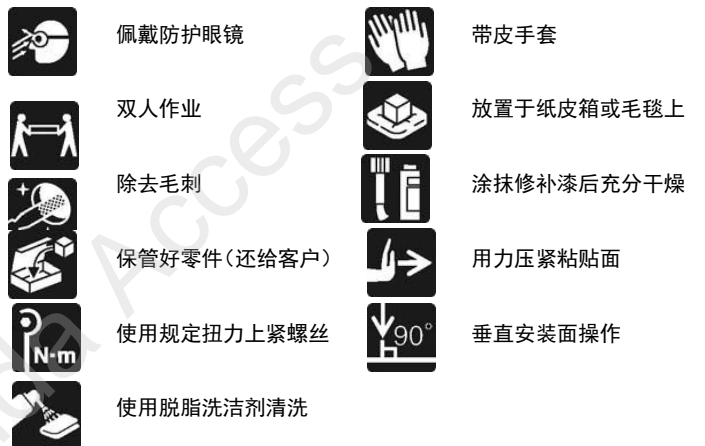 佩戴防护眼镜
带皮手套
双人作业
放置于纸皮箱或毛毯上
除去毛刺
涂抹修补漆后充分干燥
保管好零件（还给客户）
用力压紧粘贴面
N·m
使用规定扭力上紧螺丝
90°
垂直安装面操作
使用脱脂洗洁剂清洗
da Access